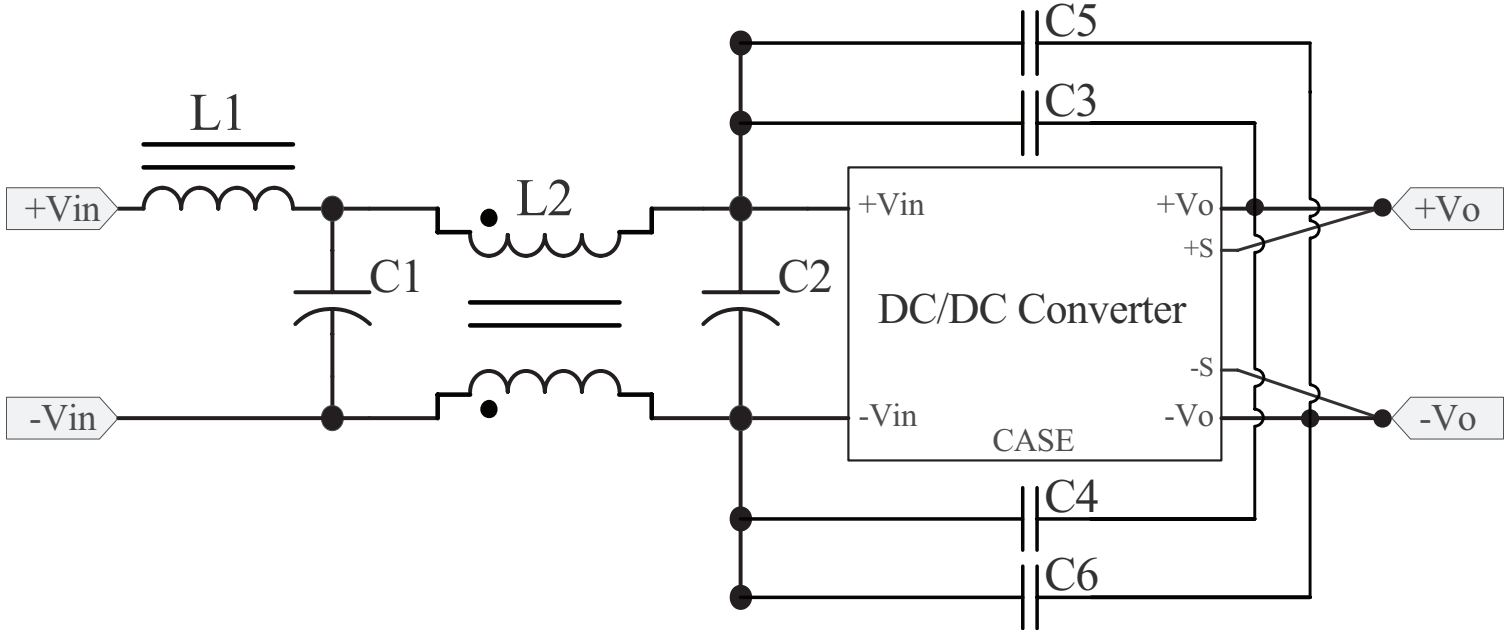 C5
C3
L1
+Vin
L2
+Vin
+Vo
+Vo
+S
C1
C2
DC/DC Converter
-S
-Vin
-Vin
-Vo
-Vo
CASE
C4
C6